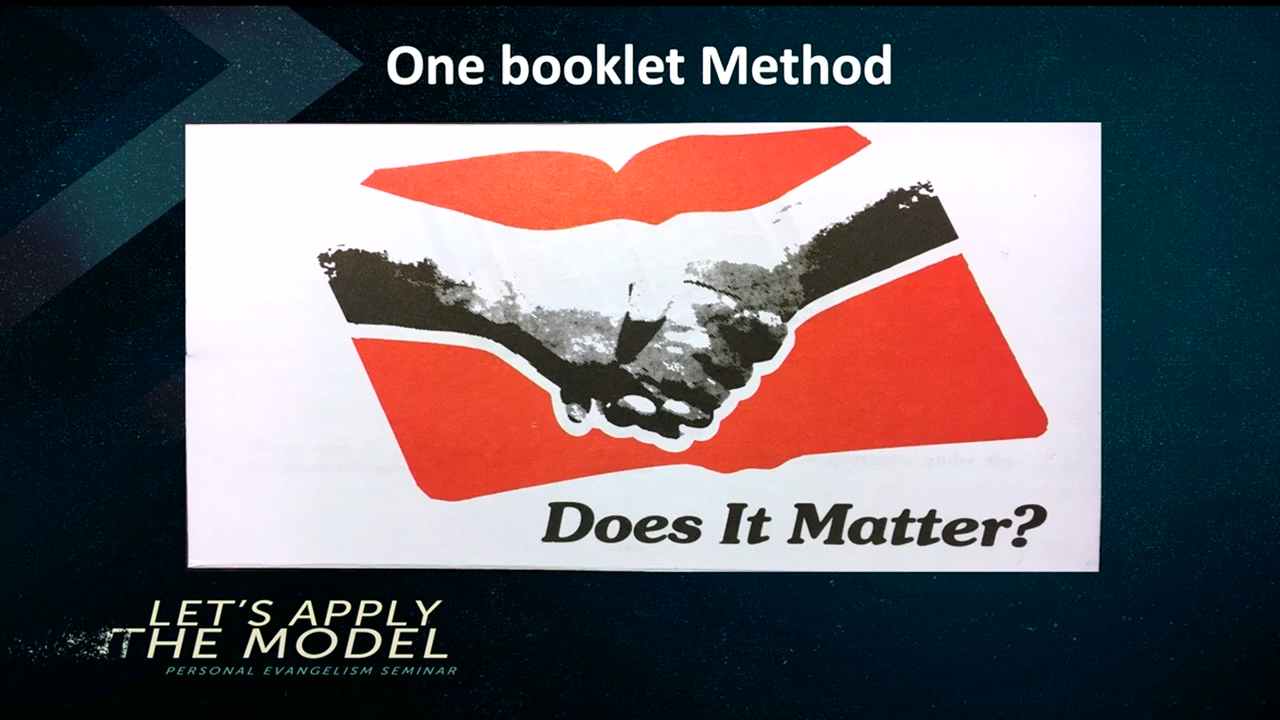 One booklet Method
Does It Matter?
LET'S APPLY
THE MODEL
PERSONAL EVANGELISM SEMINAR